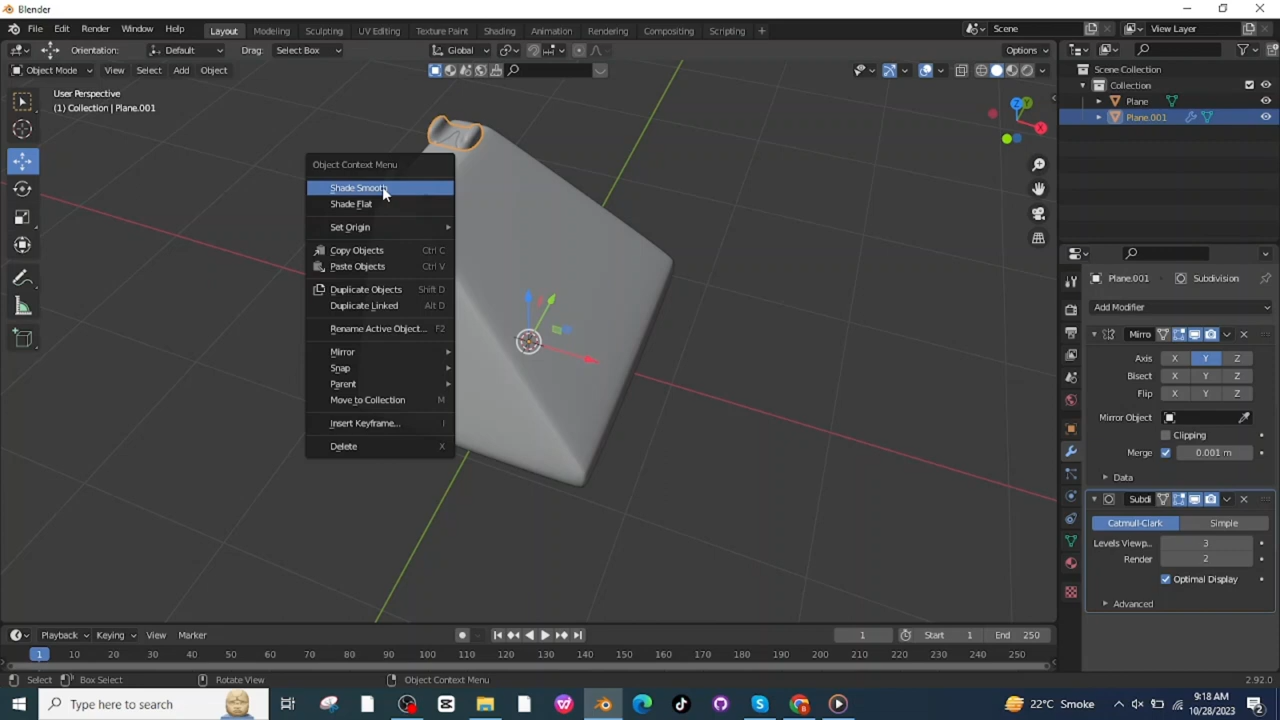 Blender
File Edit Render Window Help
Layout Modeling Sculpting UV Editing Texture Paint Shading Animation Rendering Compositing Scripting +
Scene View Layer
Orientation: Default Drag: Select Box Global Options
Object Mode View Select Add Object
User Perspective
(1) Collection | Plane.001
Scene Collection
Collection
Plane
Plane.001
Z Y X
Object Context Menu
Shade Smooth
Shade Flat
Set Origin
Copy Objects Ctrl C
Paste Objects Ctrl V
Duplicate Objects Shift D
Duplicate Linked Alt D
Rename Active Object... F2
Mirror
Snap
Parent
Move to Collection M
Insert Keyframe... I
Delete X
Plane.001 Subdivision
Add Modifier
Mirro
Axis X Y Z
Bisect X Y Z
Flip X Y Z
Mirror Object
Clipping
Merge 0.001 m
Data
Subdi
Catmull-Clark Simple
Levels Viewp... 3
Render 2
Optimal Display
Advanced
Playback Keying View Marker 1 Start 1 End 250
1 10 20 30 40 50 60 70 80 90 100 110 120 130 140 150 160 170 180 190 200 210 220 230 240 250
Select Box Select Rotate View Object Context Menu 2.92.0
Type here to search 22°C Smoke 9:18 AM
10/28/2023